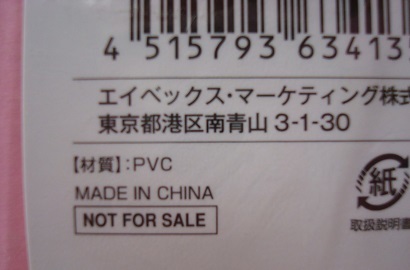 4 515793 63413
エイベックス・マーケティング株式
東京都港区南青山 3-1-30
【材質】:PVC
MADE IN CHINA
NOT FOR SALE
紙
取扱説明書